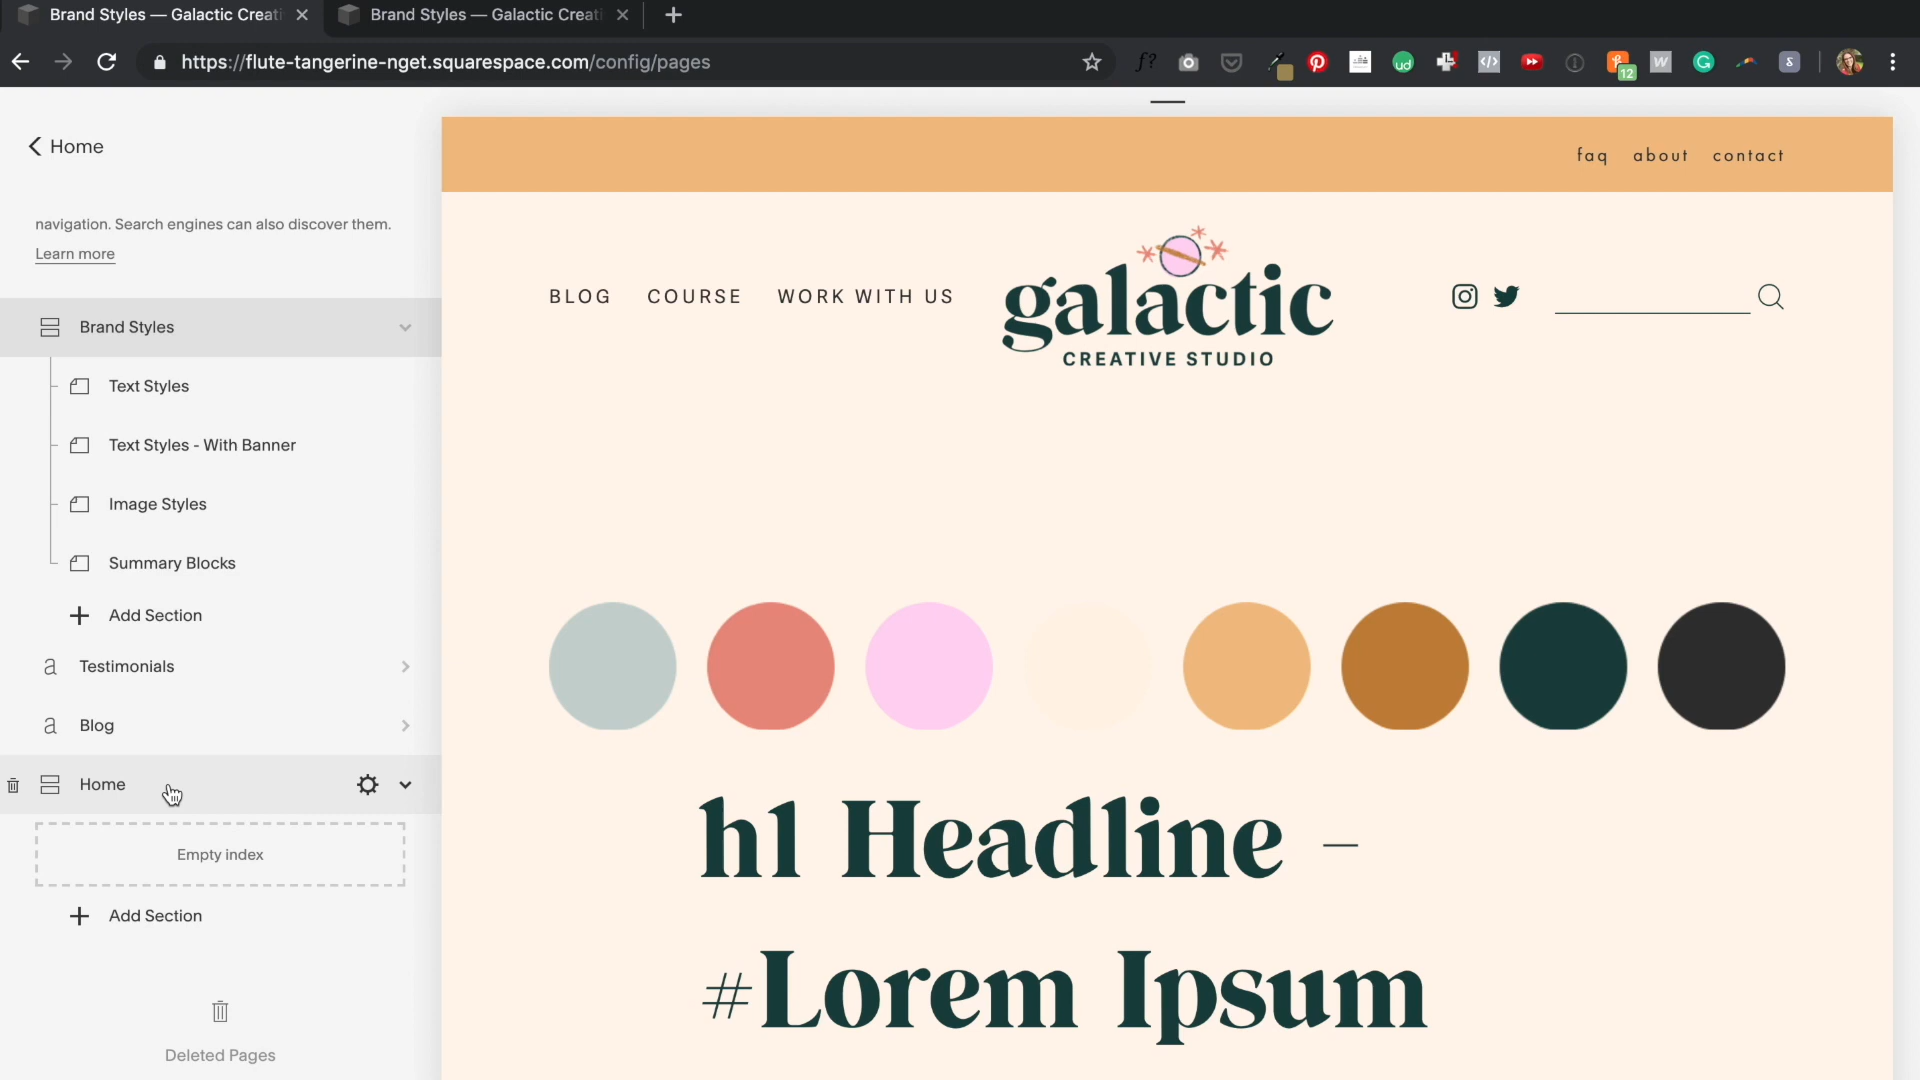 Brand Styles — Galactic Creati
Brand Styles — Galactic Creati
https://flute-tangerine-nget.squarespace.com/config/pages
f?
ud
12
W
G
S
Home
navigation. Search engines can also discover them.
Learn more
Brand Styles
Text Styles
Text Styles - With Banner
Image Styles
Summary Blocks
Add Section
a Testimonials
a Blog
Home
Empty index
Add Section
Deleted Pages
faq about contact
BLOG COURSE WORK WITH US
galactic
CREATIVE STUDIO
h1 Headline –
#Lorem Ipsum